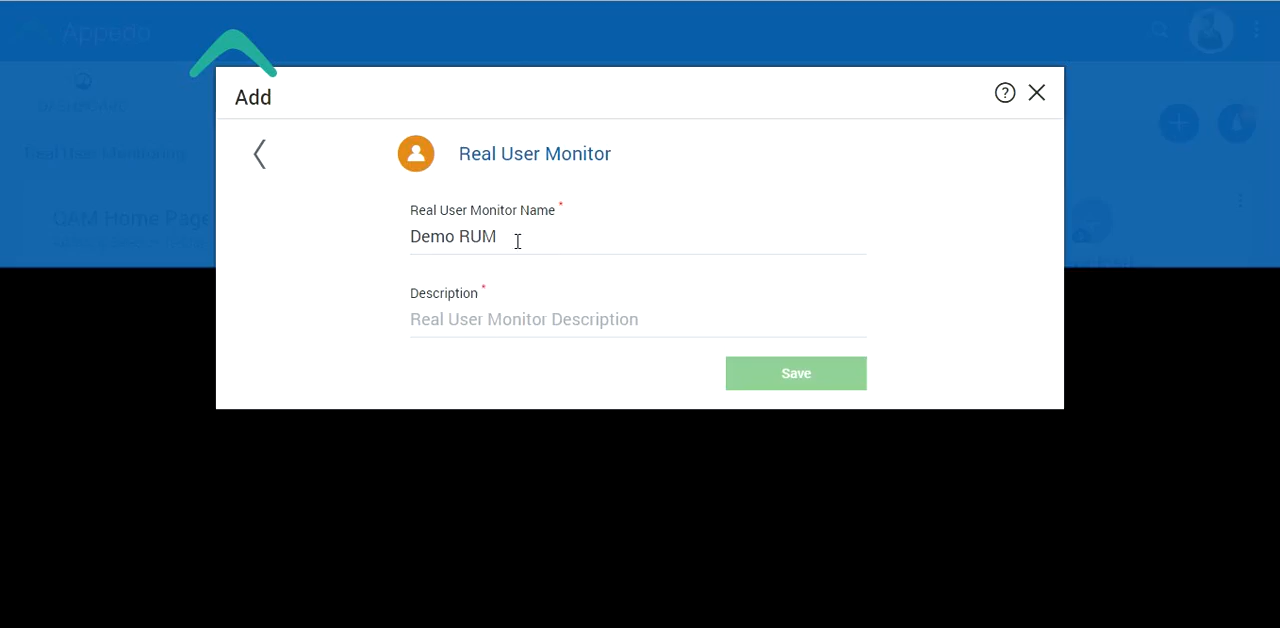 Appedo
Add
Real User Monitor
Real User Monitoring
Real User Monitor Name *
Demo RUM
QAM Home Page
Description *
Real User Monitor Description
Save